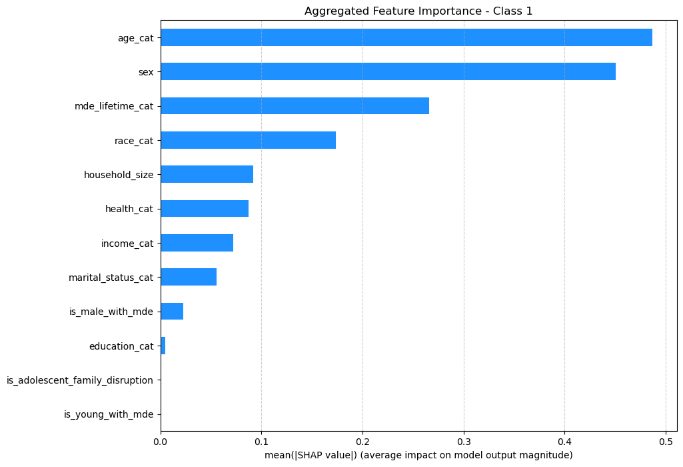 Aggregated Feature Importance - Class 1
age_cat
sex
mde_lifetime_cat
race_cat
household_size
health_cat
income_cat
marital_status_cat
is_male_with_mde
education_cat
is_adolescent_family_disruption
is_young_with_mde
0.0 0.1 0.2 0.3 0.4 0.5
mean(|SHAP value|) (average impact on model output magnitude)